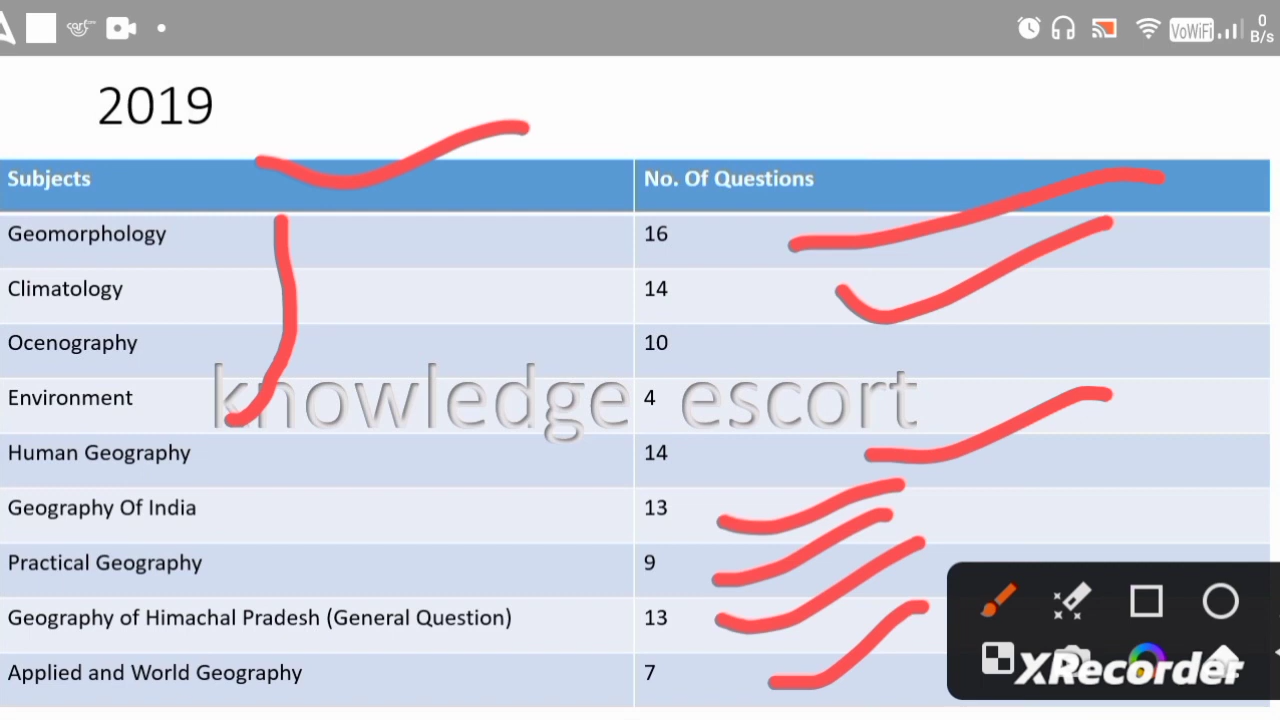 VoWiFi 0
B/s
2019
Subjects No. Of Questions
Geomorphology 16
Climatology 14
Ocenography 10
Environment 4
knowledge escort
Human Geography 14
Geography Of India 13
Practical Geography 9
Geography of Himachal Pradesh (General Question) 13
Applied and World Geography 7
XRecorder